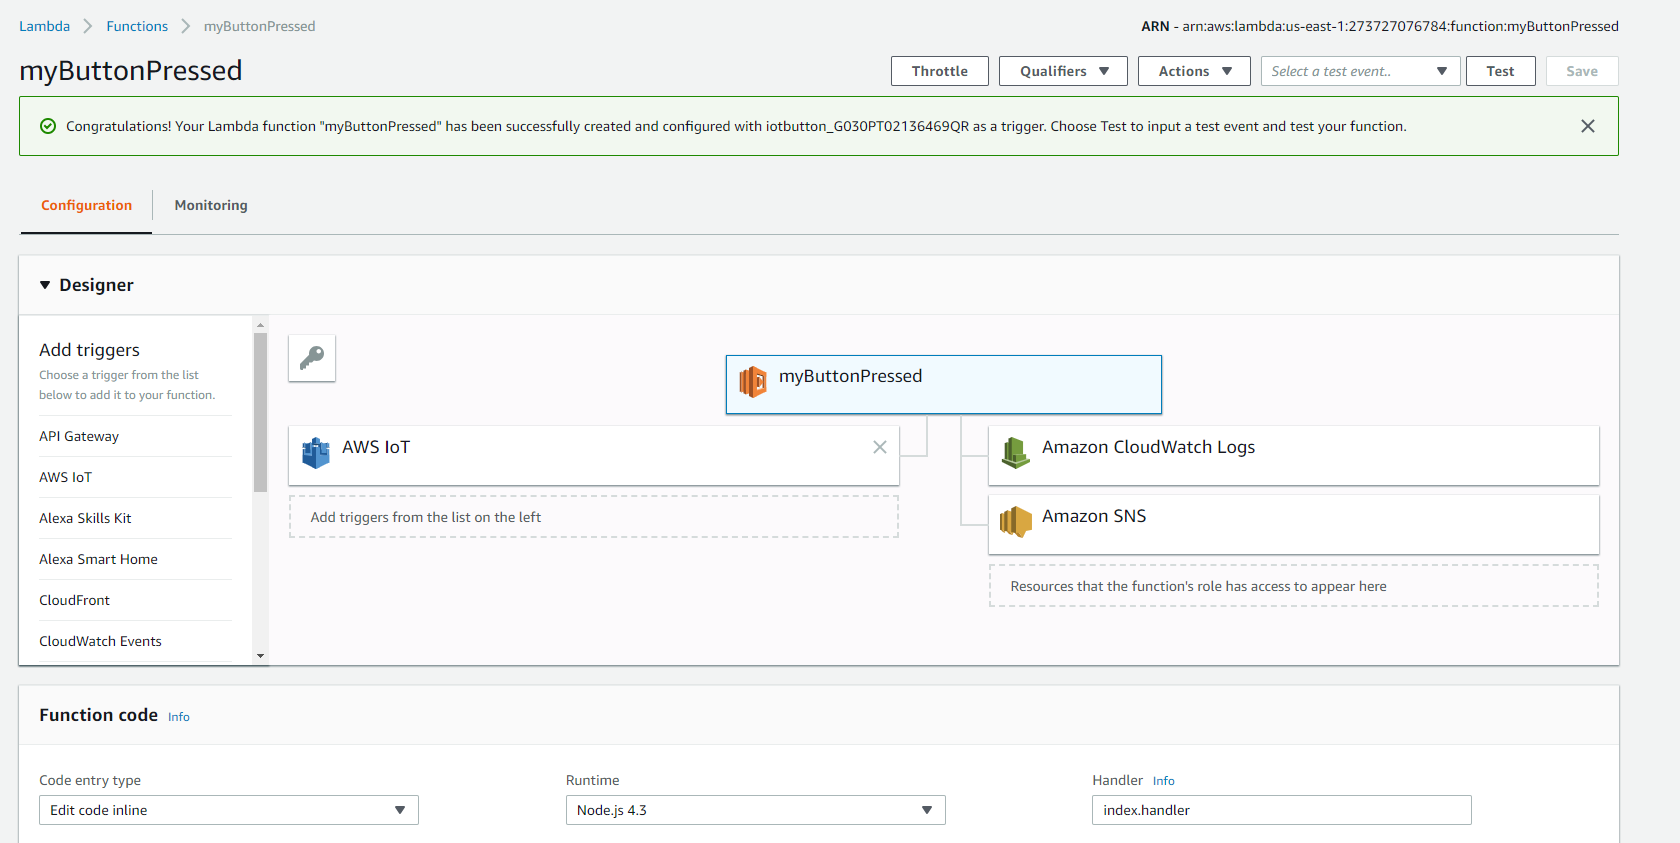 Lambda Functions myButtonPressed
ARN - arn:aws:lambda:us-east-1:273727076784:function:myButtonPressed
myButtonPressed
Throttle
Qualifiers
Actions
Select a test event..
Test
Save
Congratulations! Your Lambda function "myButtonPressed" has been successfully created and configured with iotbutton_G030PT02136469QR as a trigger. Choose Test to input a test event and test your function.
Configuration
Monitoring
Designer
Add triggers
Choose a trigger from the list
below to add it to your function.
API Gateway
AWS IoT
Alexa Skills Kit
Alexa Smart Home
CloudFront
CloudWatch Events
myButtonPressed
AWS IoT
Add triggers from the list on the left
Amazon CloudWatch Logs
Amazon SNS
Resources that the function's role has access to appear here
Function code Info
Code entry type
Edit code inline
Runtime
Node.js 4.3
Handler Info
index.handler